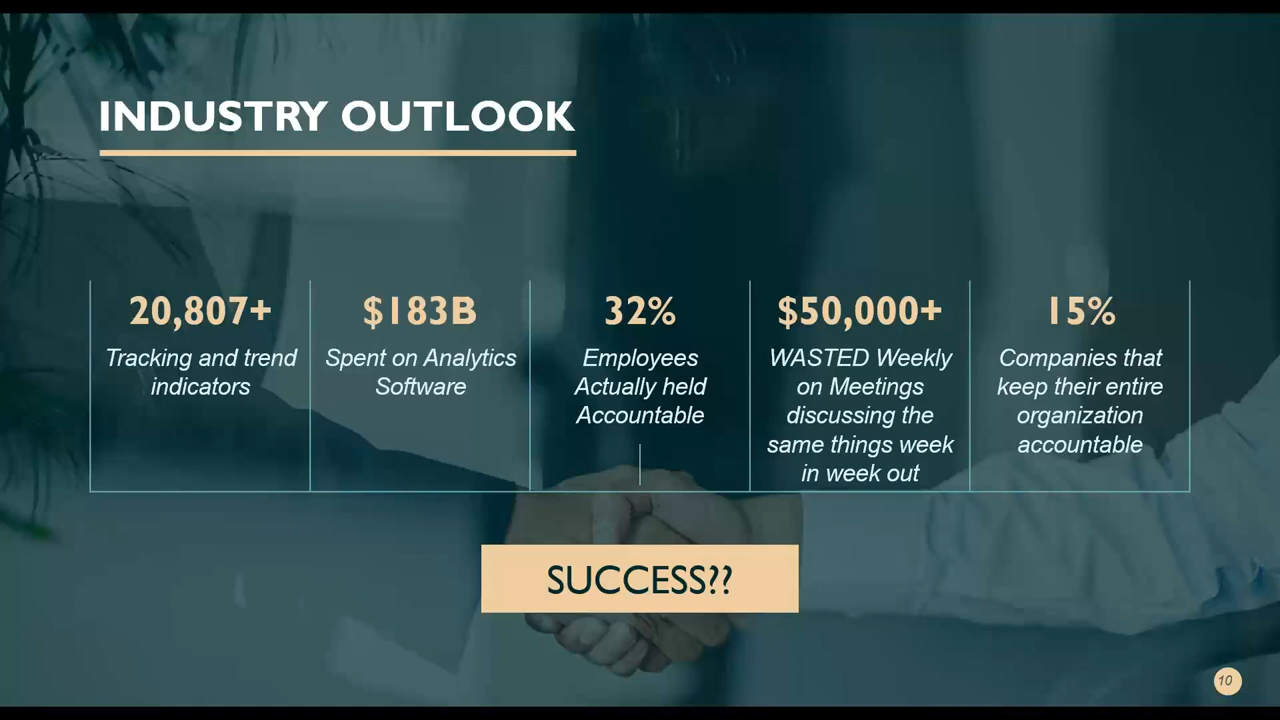 INDUSTRY OUTLOOK
20,807+
Tracking and trend
indicators
$183B
Spent on Analytics
Software
32%
Employees
Actually held
Accountable
$50,000+
WASTED Weekly
on Meetings
discussing the
same things week
in week out
15%
Companies that
keep their entire
organization
accountable
SUCCESS??
10